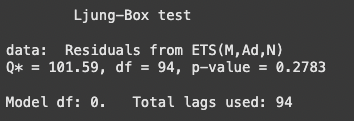 Ljung-Box test
data:  Residuals from ETS(M,Ad,N)
Q* = 101.59, df = 94, p-value = 0.2783
Model df: 0.   Total lags used: 94